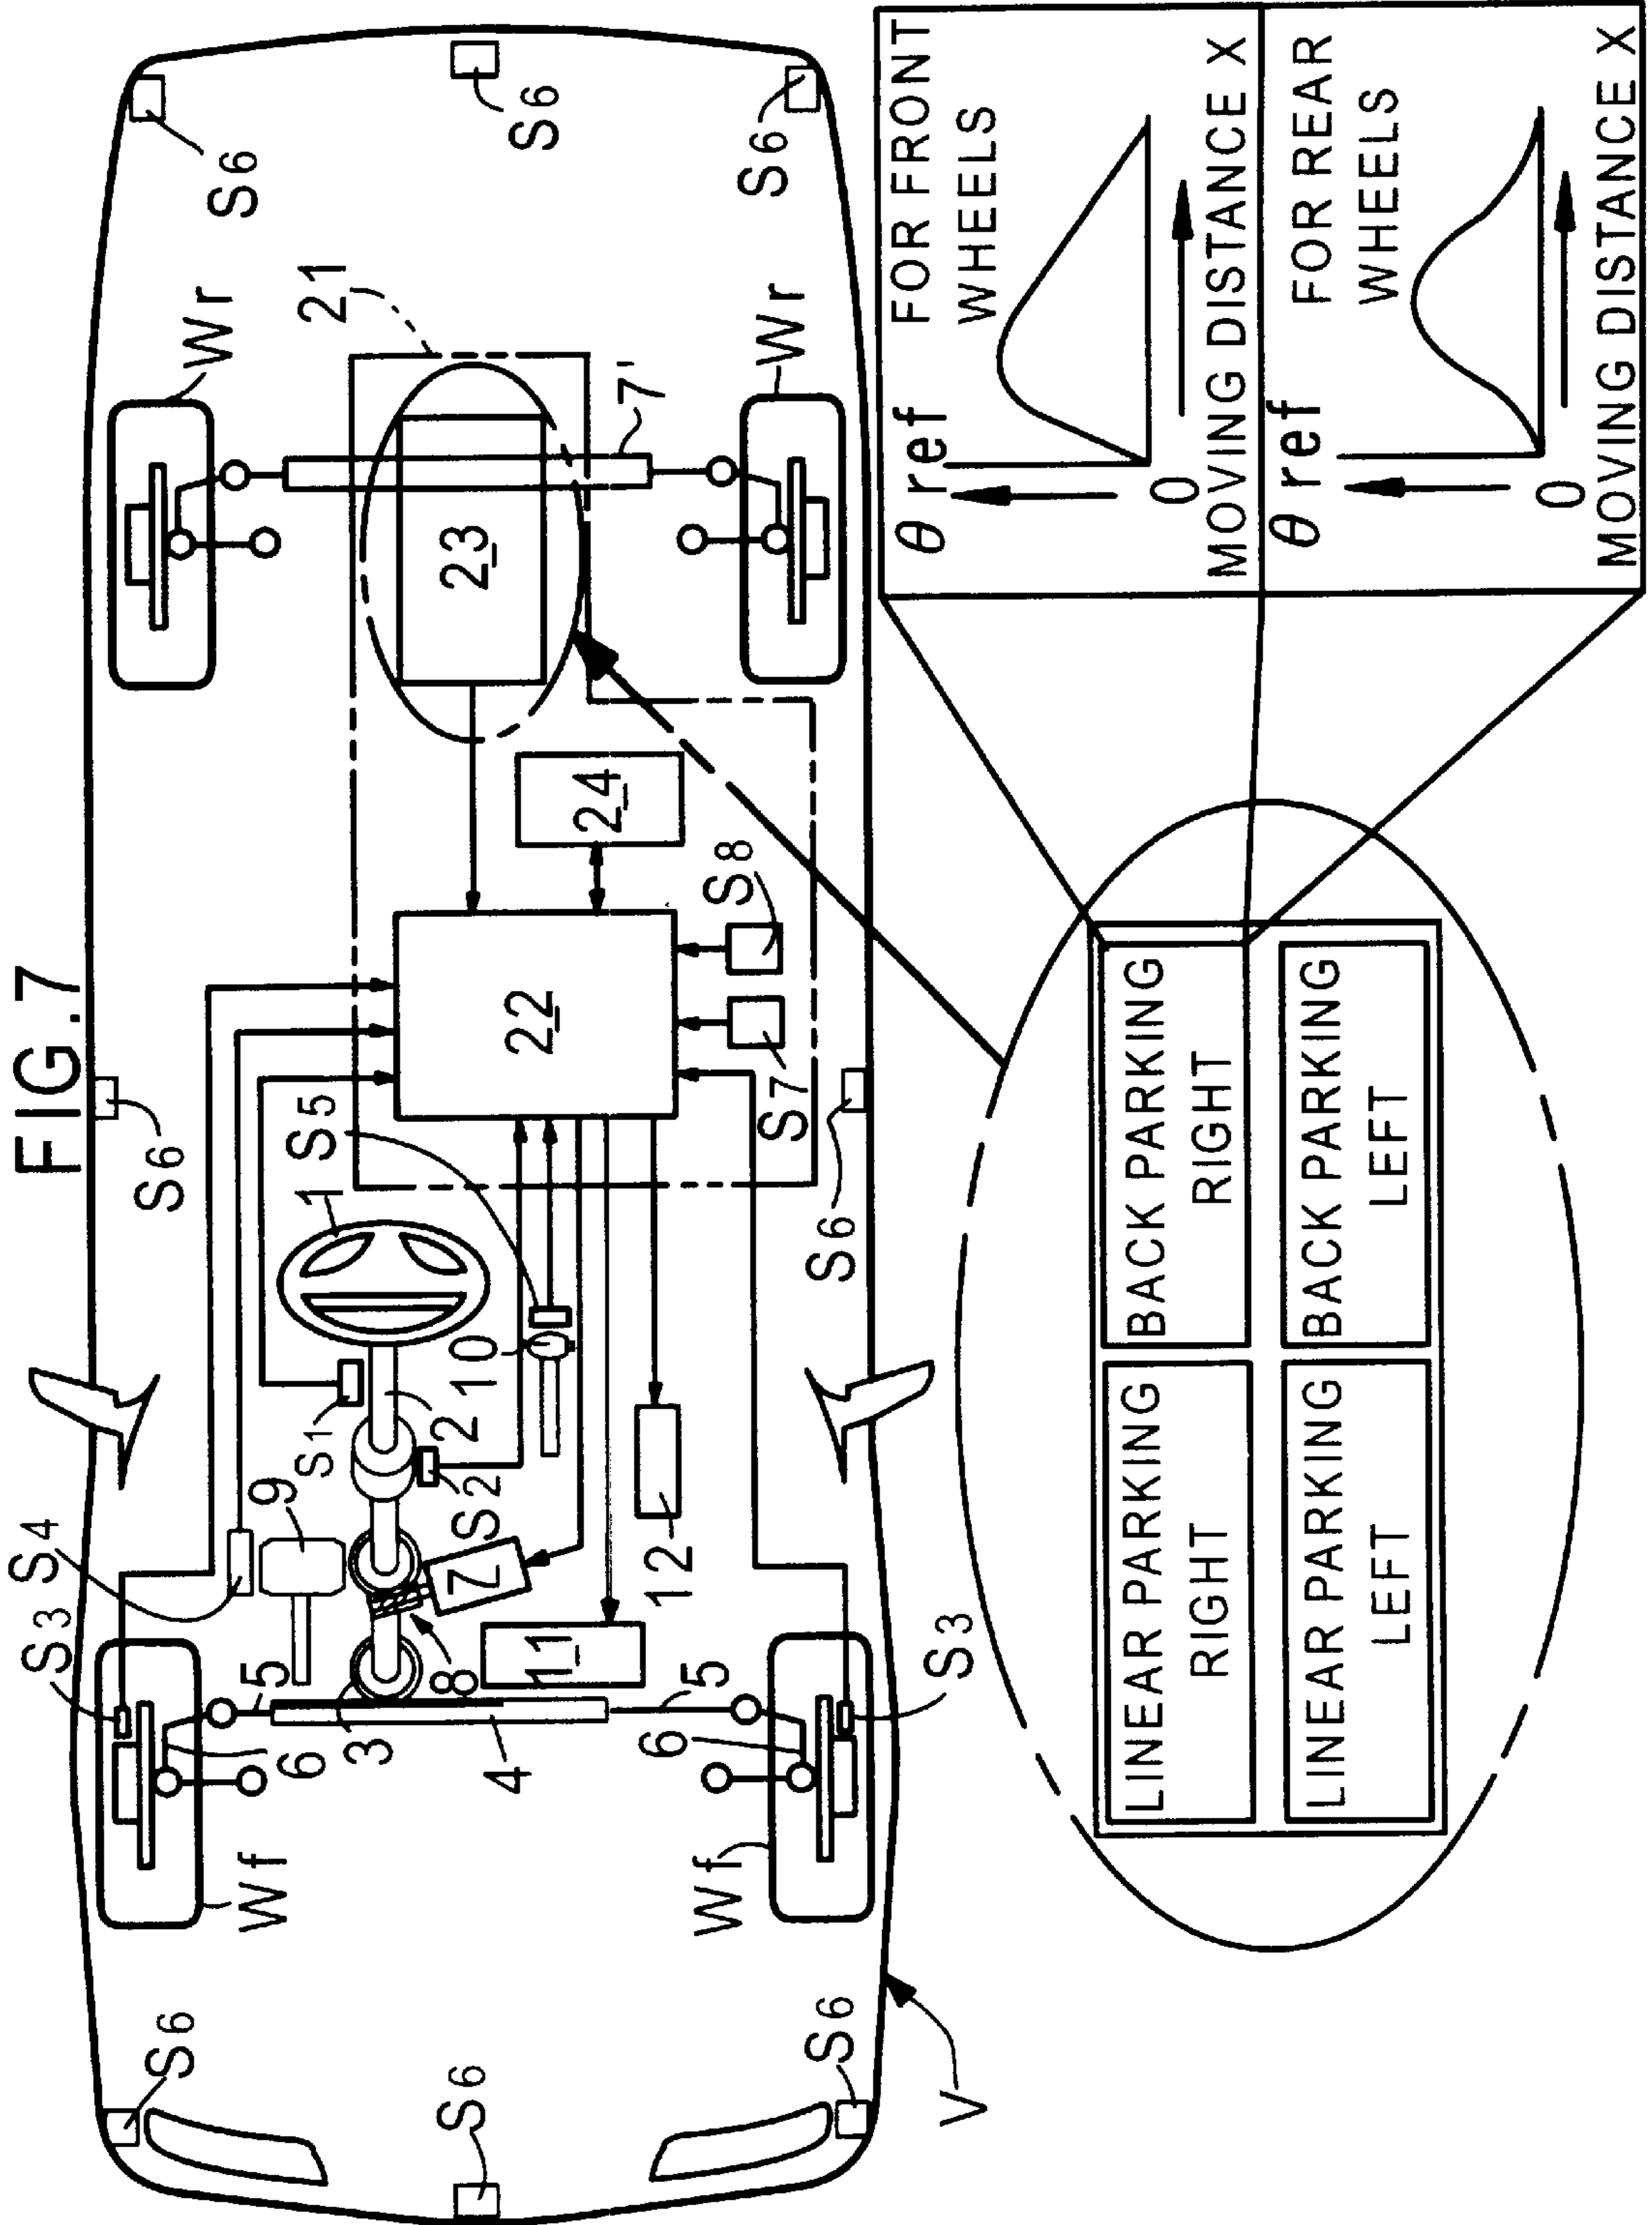 FIG.7
S6
S3
S4
S6
S6
Wf
6
5
9
S1
1
S5
21
Wr
3
2
10
S6
4
8
7
S2
22
23
S6
11
24
7'
6
5
12
S7
S8
Wf
S3
S6
Wr
S6
S6
V
LINEAR PARKING
RIGHT
BACK PARKING
RIGHT
LINEAR PARKING
LEFT
BACK PARKING
LEFT
θ ref
FOR FRONT
WHEELS
0
MOVING DISTANCE X
θ ref
FOR REAR
WHEELS
0
MOVING DISTANCE X